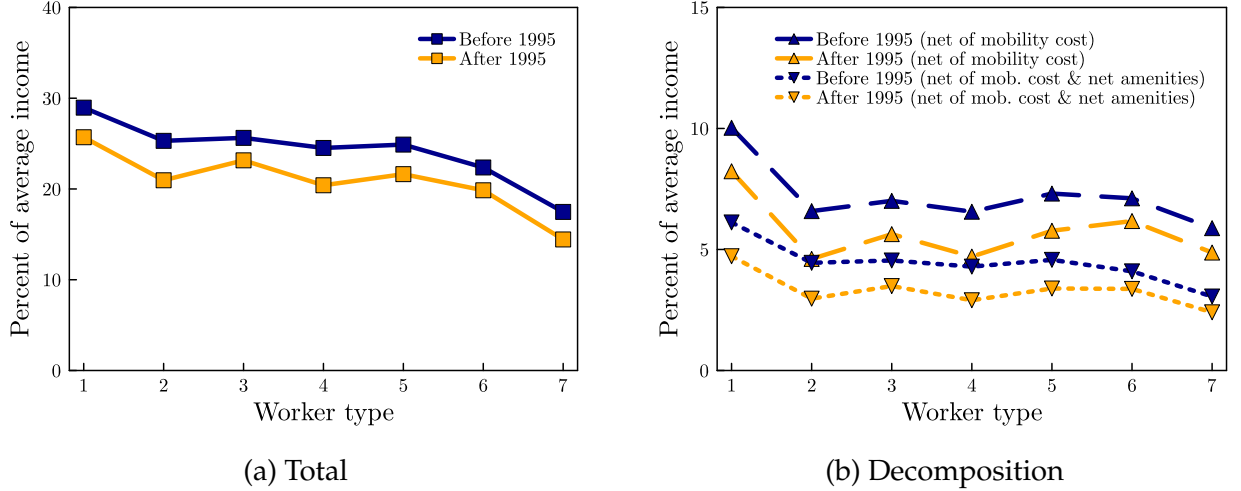 40
30
20
10
0
Percent of average income
Before 1995
After 1995
1 2 3 4 5 6 7
Worker type
(a) Total
15
10
5
0
Percent of average income
Before 1995 (net of mobility cost)
After 1995 (net of mobility cost)
Before 1995 (net of mob. cost & net amenities)
After 1995 (net of mob. cost & net amenities)
1 2 3 4 5 6 7
Worker type
(b) Decomposition